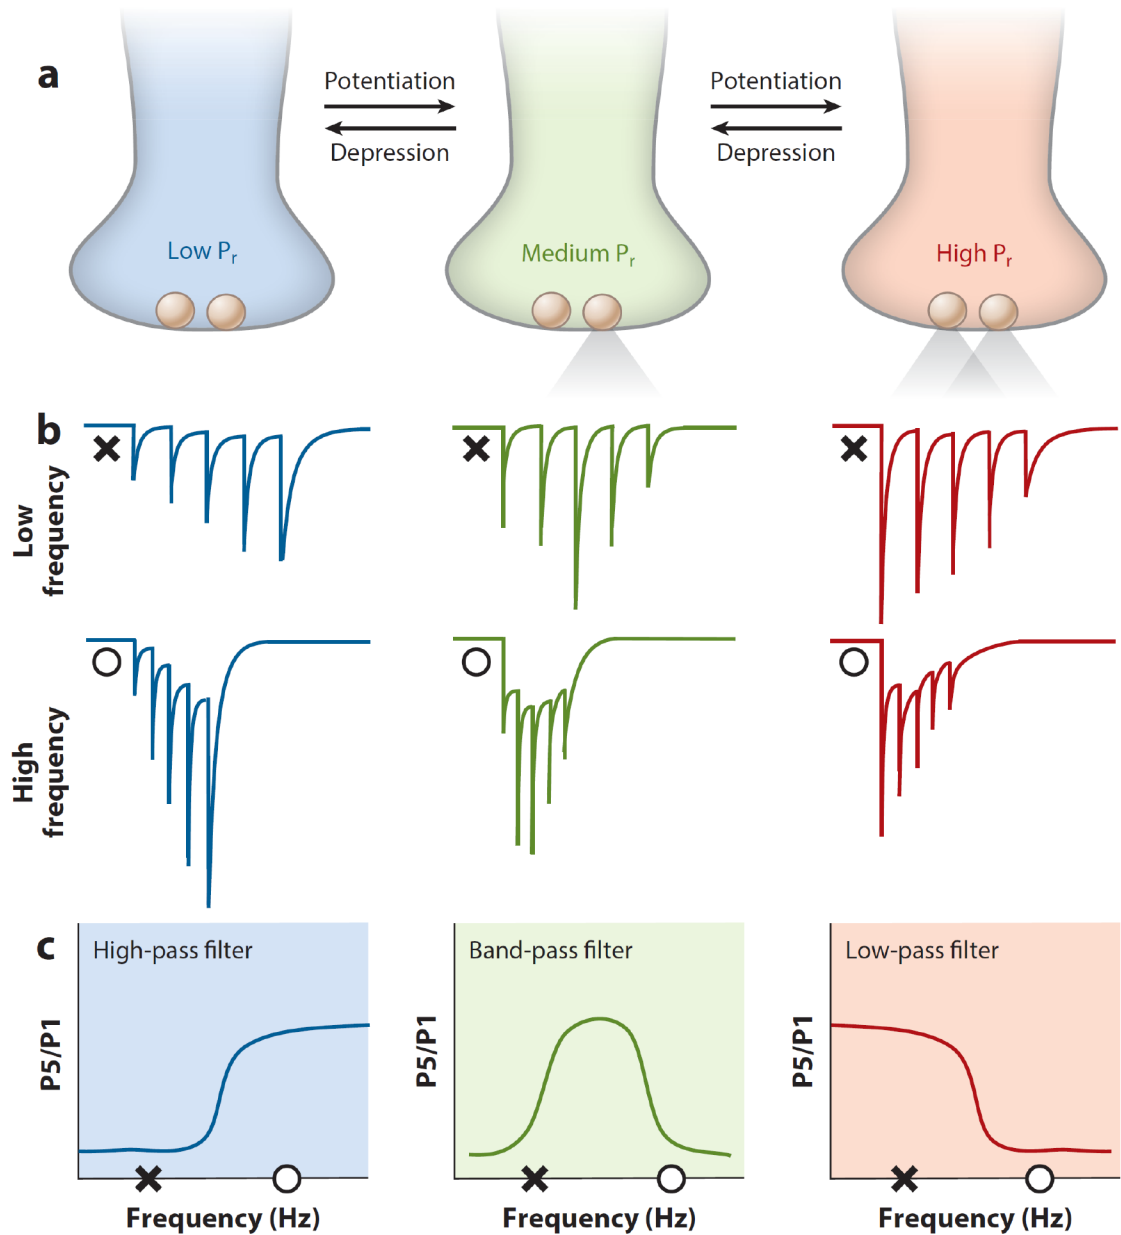 a
Potentiation
Depression
Potentiation
Depression
Low Pr
Medium Pr
High Pr
b
Low
frequency
High
frequency
c
High-pass filter
Band-pass filter
Low-pass filter
P5/P1
P5/P1
P5/P1
Frequency (Hz)
Frequency (Hz)
Frequency (Hz)